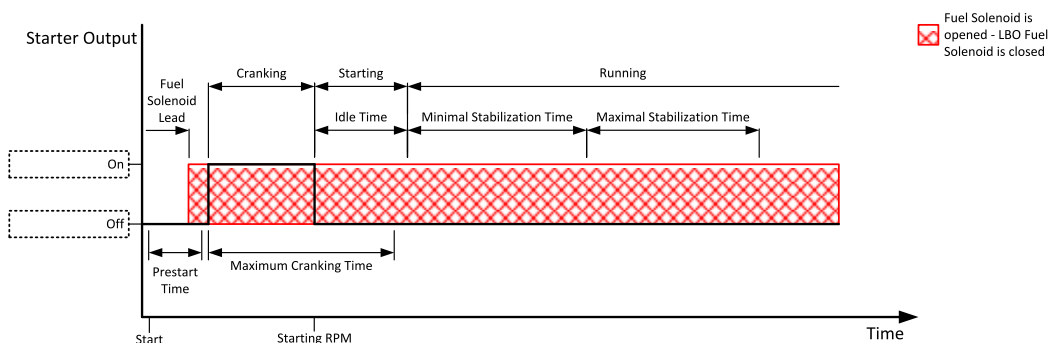 Fuel Solenoid is
opened - LBO Fuel
Solenoid is closed
Starter Output
Cranking
Starting
Running
Fuel
Solenoid
Lead
Idle Time
Minimal Stabilization Time
Maximal Stabilization Time
On
Off
Prestart
Time
Maximum Cranking Time
Start
Starting RPM
Time